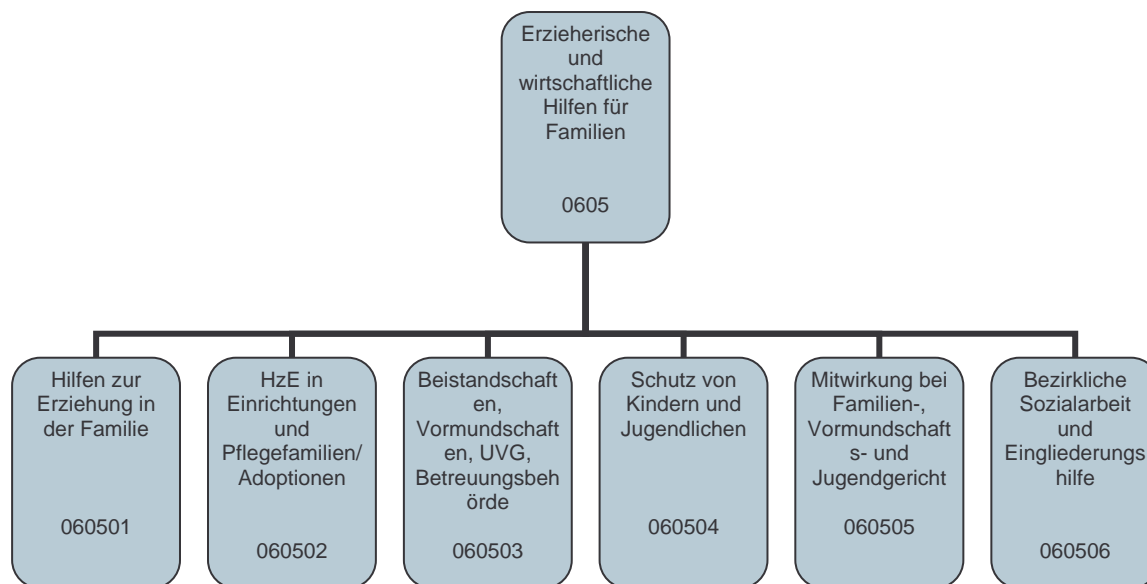 Erzieherische
und
wirtschaftliche
Hilfen für
Familien
0605
Hilfen zur
Erziehung in
der Familie
060501
HzE in
Einrichtungen
und
Pflegefamilien/
Adoptionen
060502
Beistandschaft
en,
Vormundschaft
en, UVG,
Betreuungsbeh
örde
060503
Schutz von
Kindern und
Jugendlichen
060504
Mitwirkung bei
Familien-,
Vormundschaft
s- und
Jugendgericht
060505
Bezirkliche
Sozialarbeit
und
Eingliederungs
hilfe
060506